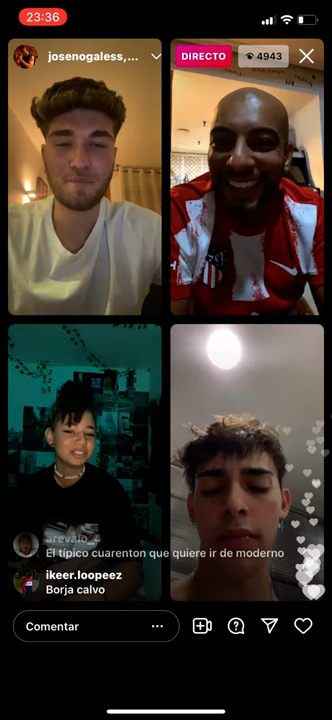 23:36
josenogaless,...
DIRECTO
4943
arevalo_4
El típico cuarenton que quiere ir de moderno
ikeer.loopeez
Borja calvo
Comentar